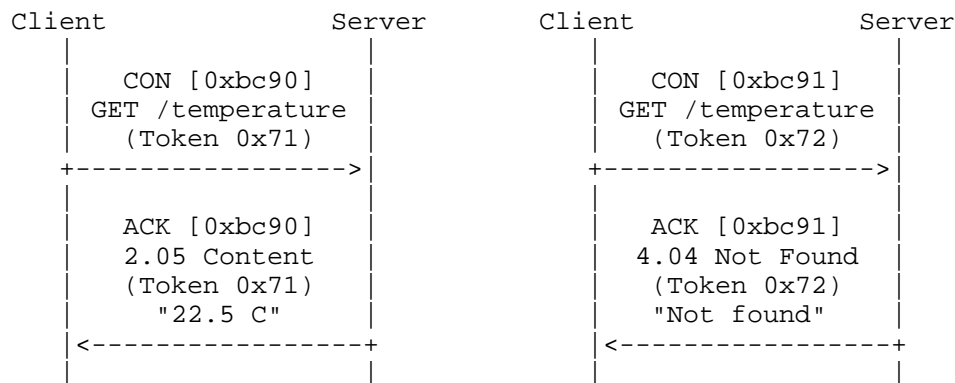 Client Server Client Server
CON [0xbc90] CON [0xbc91]
GET /temperature GET /temperature
(Token 0x71) (Token 0x72)
ACK [0xbc90] ACK [0xbc91]
2.05 Content 4.04 Not Found
(Token 0x71) (Token 0x72)
"22.5 C" "Not found"